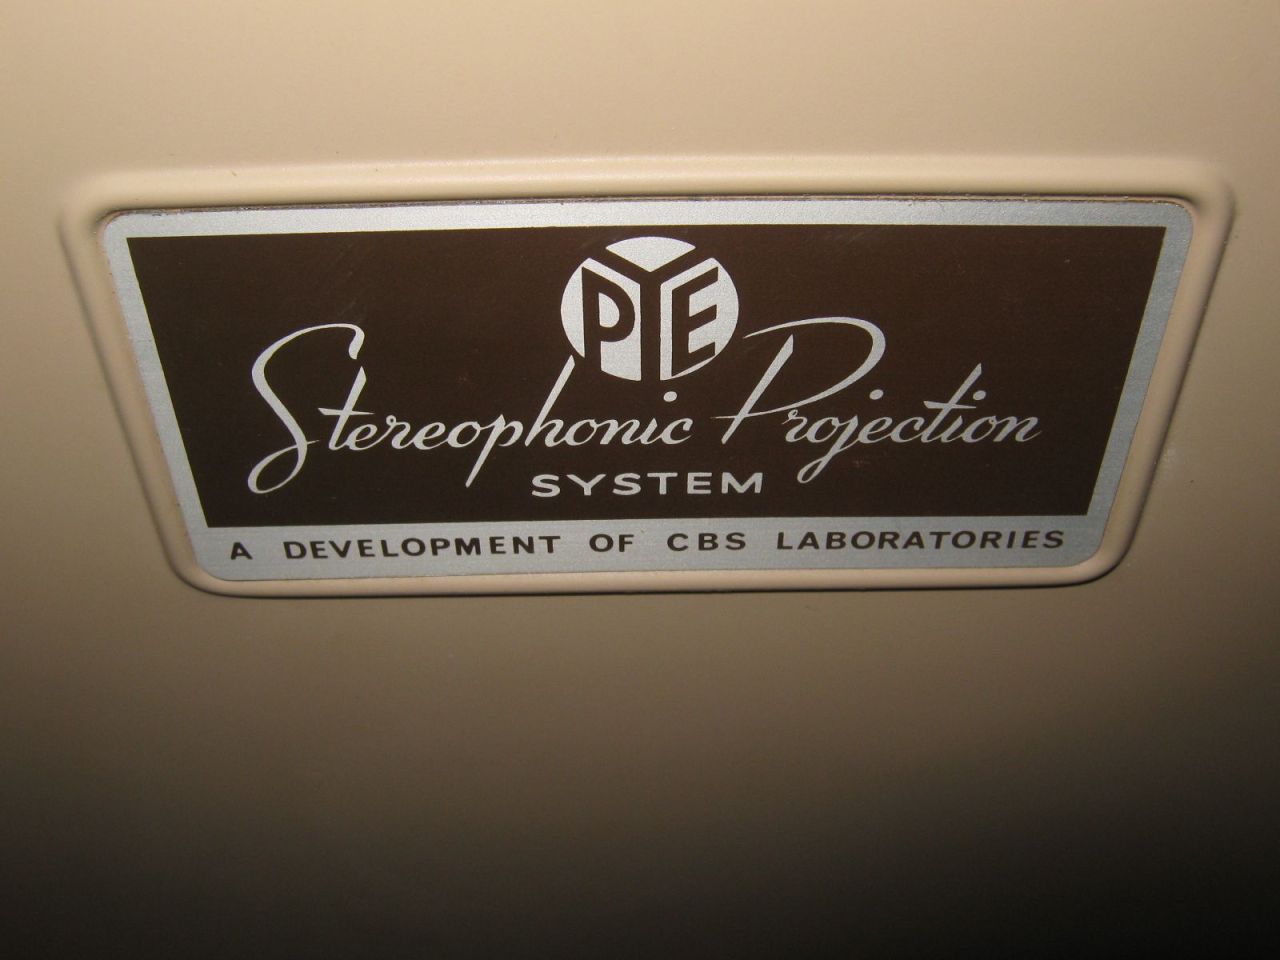 PYE
Stereophonic Projection
SYSTEM
A DEVELOPMENT OF CBS LABORATORIES